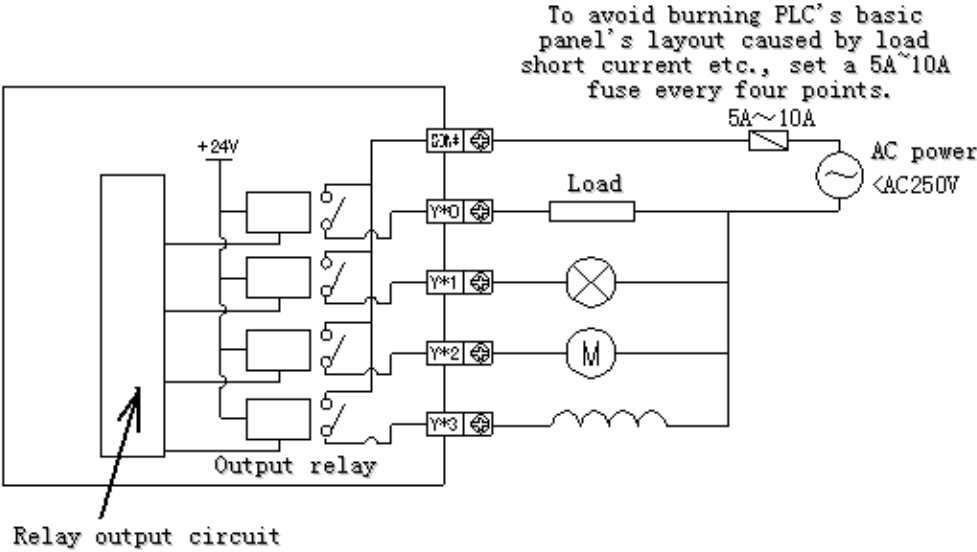 To avoid burning PLC's basic
panel's layout caused by load
short current etc., set a 5A~10A
fuse every four points.
5A～10A
+24V
COM#
AC power
<AC250V
Load
Y*0
Y*1
Y*2
M
Y*3
Output relay
Relay output circuit